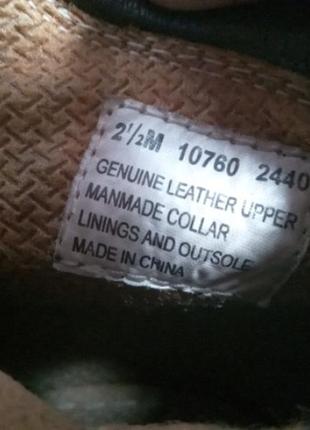 2½M 10760 2440
GENUINE LEATHER UPPER
MANMADE COLLAR
LININGS AND OUTSOLE
MADE IN CHINA